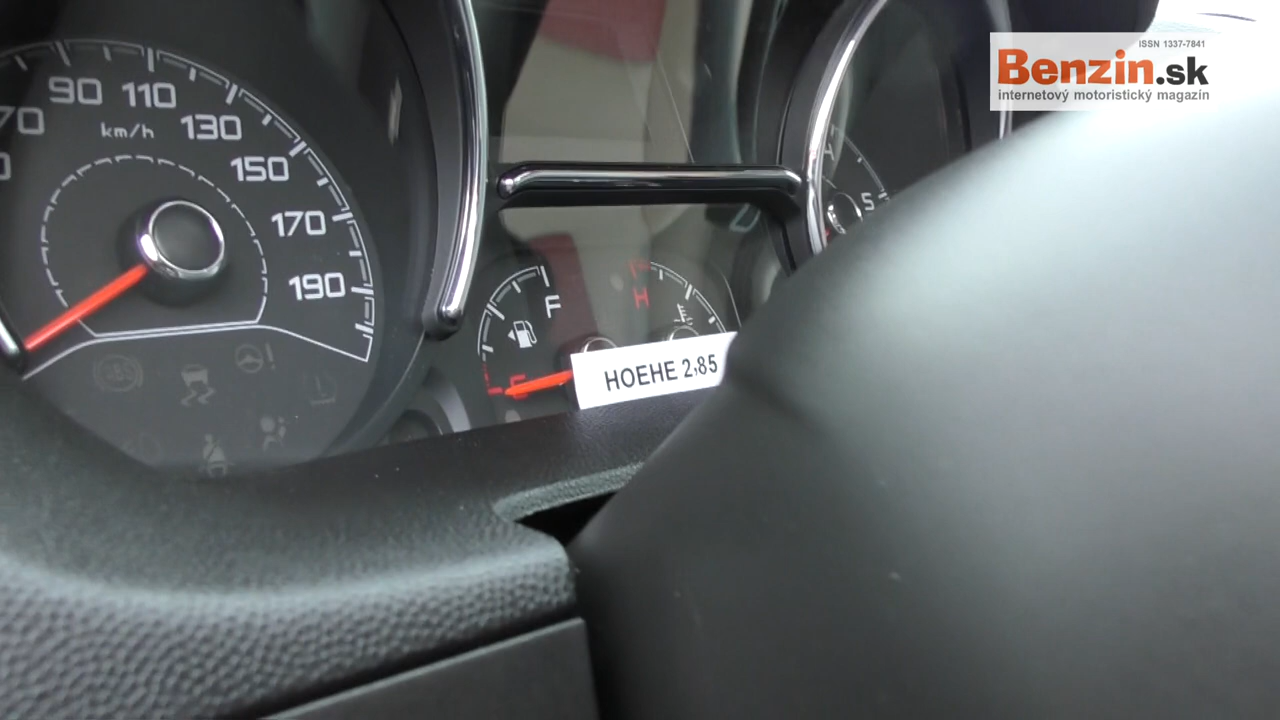 ISSN 1337-7841
Benzin.sk
internetový motoristický magazín
70
90
110
km/h
130
150
170
190
F
E
H
5
HOEHE 2,85